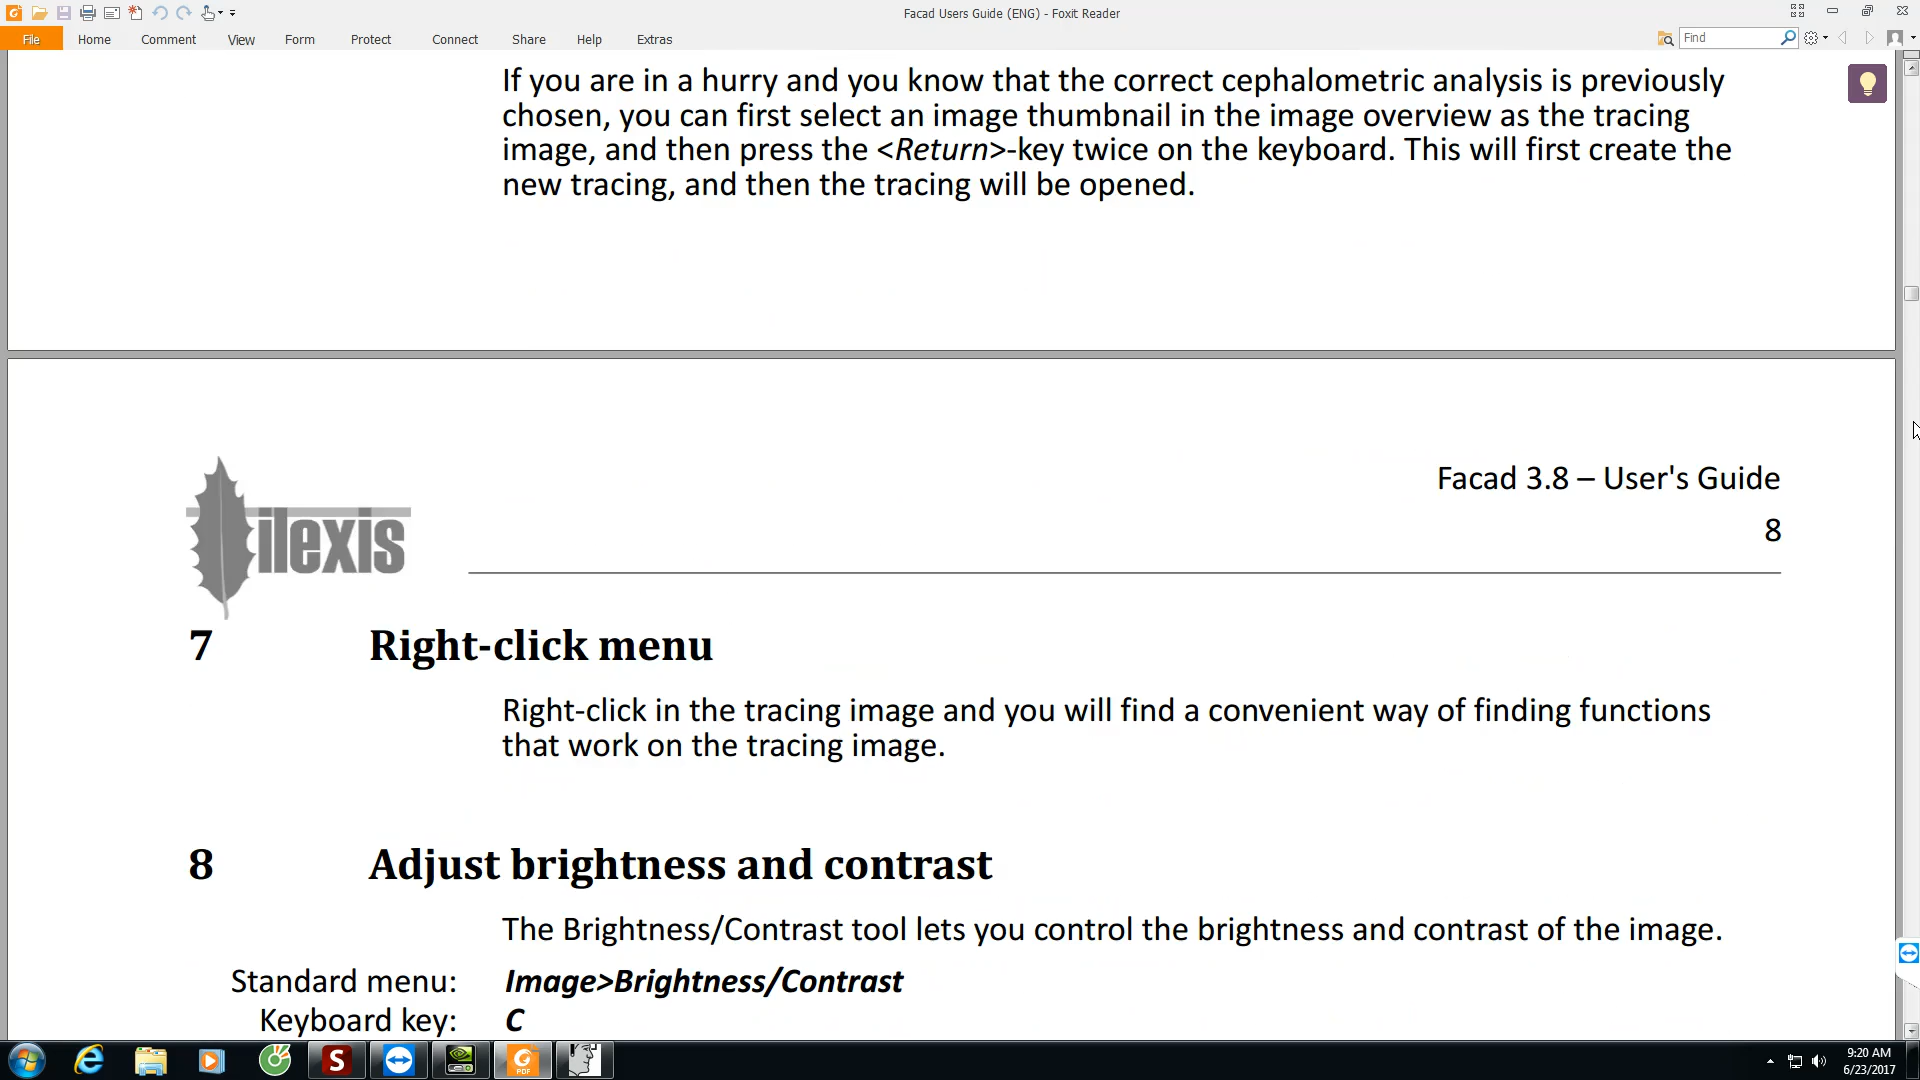 Facad Users Guide (ENG) - Foxit Reader
File Home Comment View Form Protect Connect Share Help Extras
Find
If you are in a hurry and you know that the correct cephalometric analysis is previously
chosen, you can first select an image thumbnail in the image overview as the tracing
image, and then press the <Return>-key twice on the keyboard. This will first create the
new tracing, and then the tracing will be opened.
ilexis
Facad 3.8 – User's Guide
8
7 Right-click menu
Right-click in the tracing image and you will find a convenient way of finding functions
that work on the tracing image.
8 Adjust brightness and contrast
The Brightness/Contrast tool lets you control the brightness and contrast of the image.
Standard menu: Image>Brightness/Contrast
Keyboard key: C
S
PDF
9:20 AM
6/23/2017